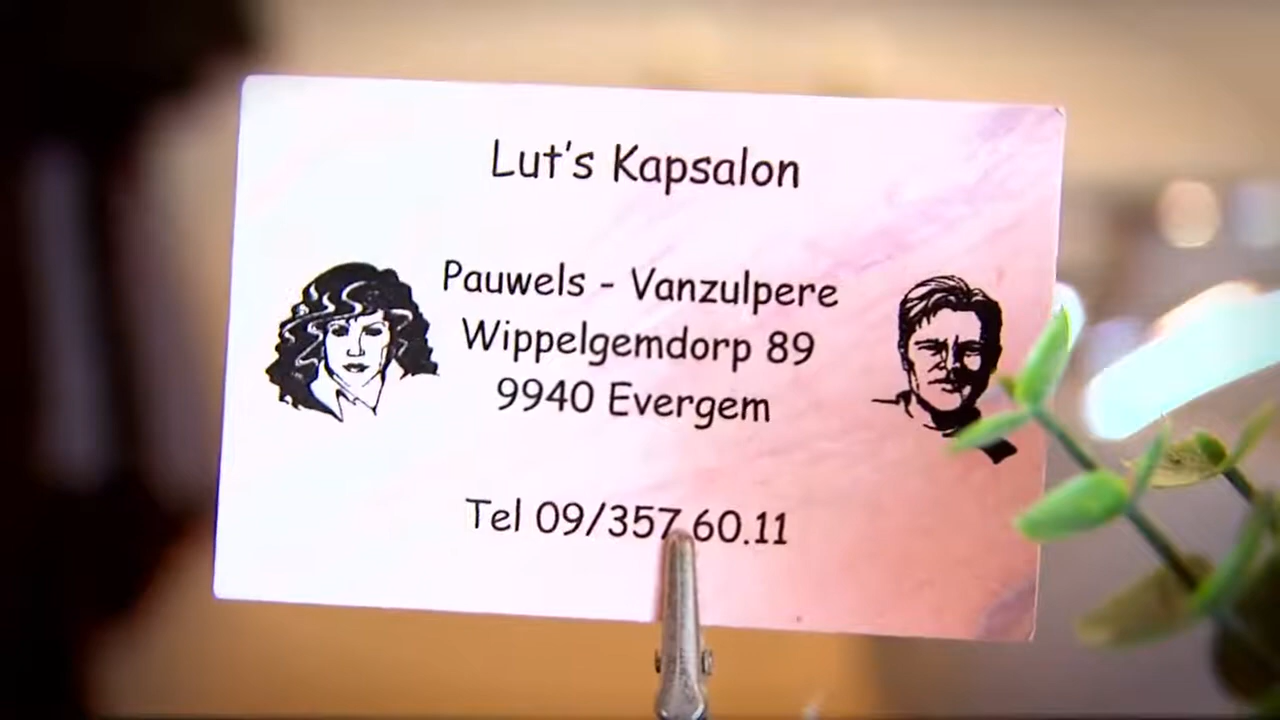 Lut's Kapsalon
Pauwels - Vanzulpere
Wippelgemdorp 89
9940 Evergem
Tel 09/357.60.11